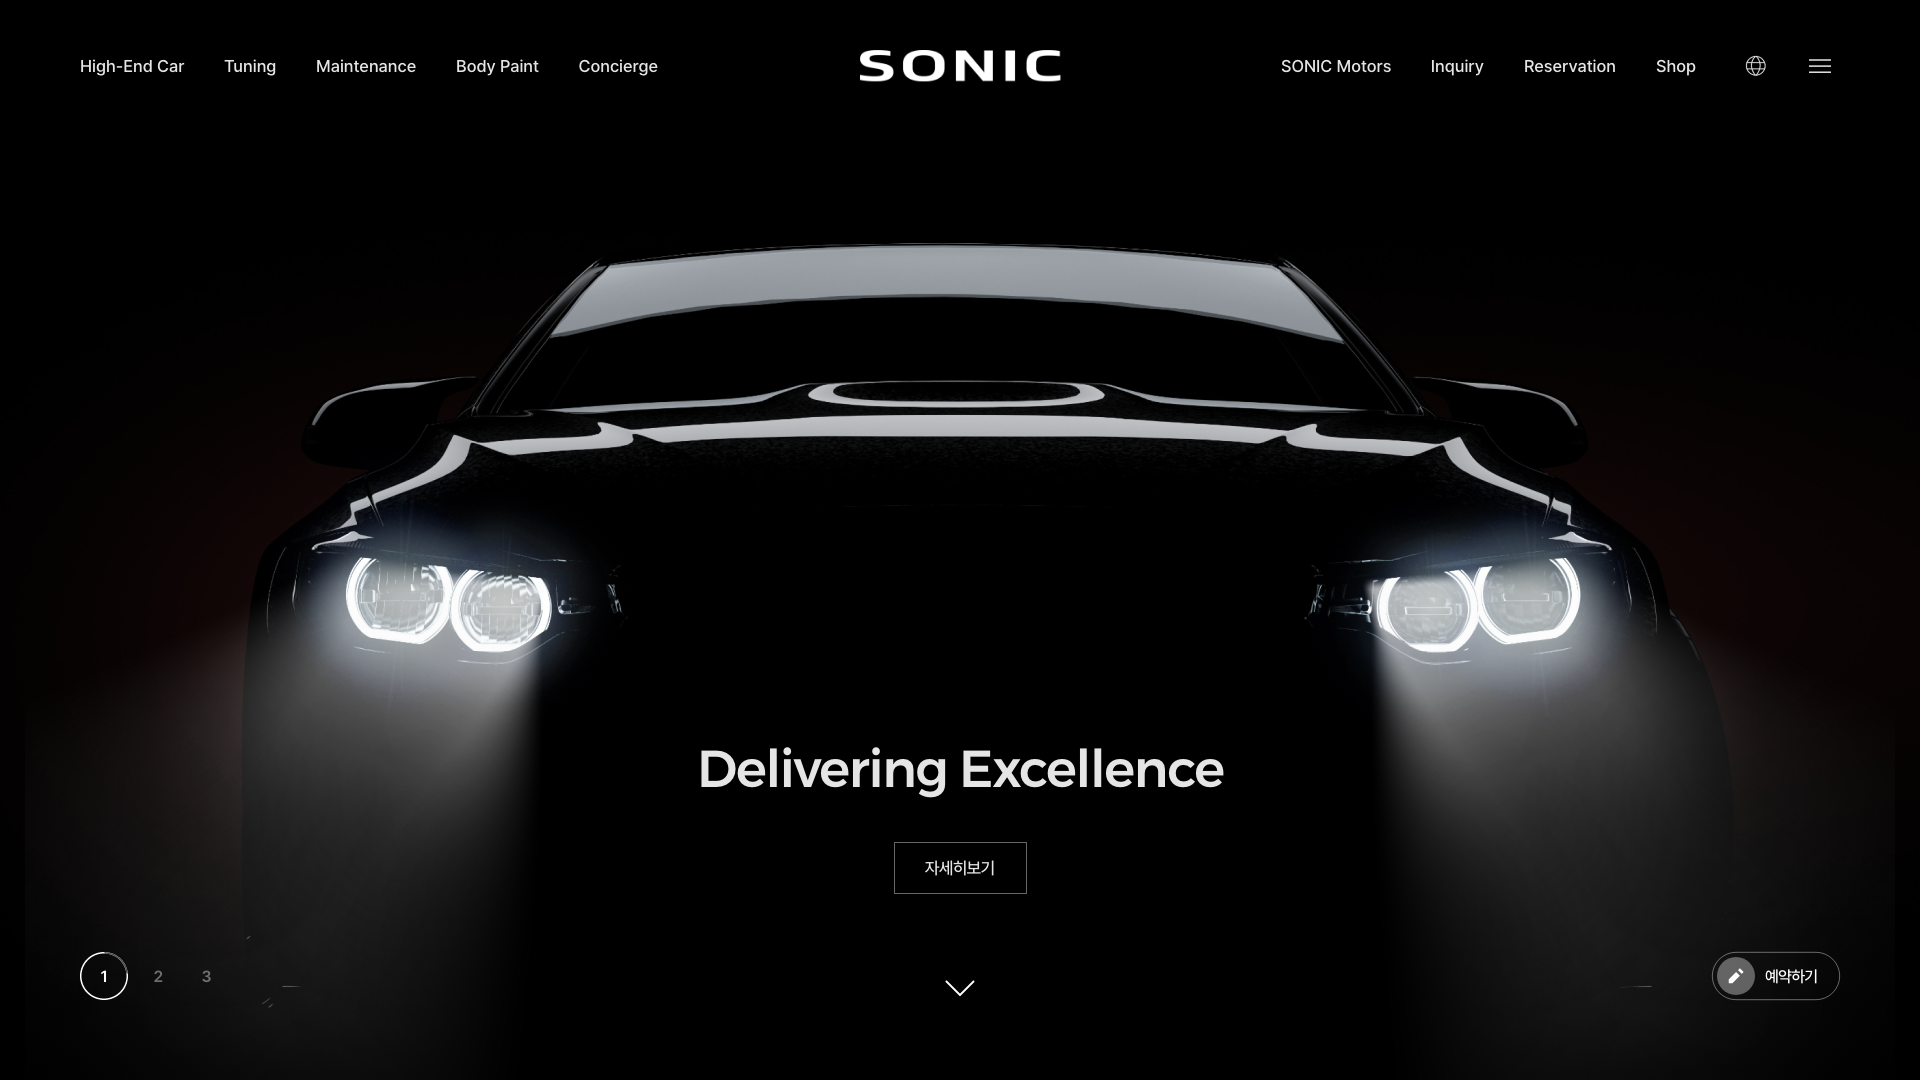 High-End Car Tuning Maintenance Body Paint Concierge SONIC SONIC Motors Inquiry Reservation Shop
Delivering Excellence
자세히보기
1 2 3 예약하기